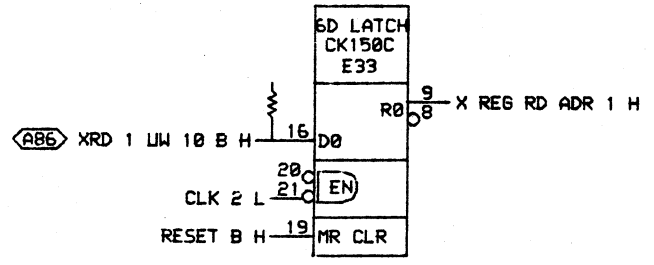 6D LATCH
CK150C
E33
9
R0 X REG RD ADR 1 H
8
A86 XRD 1 UW 10 B H 16 D0
20
21 EN
CLK 2 L
RESET B H 19 MR CLR